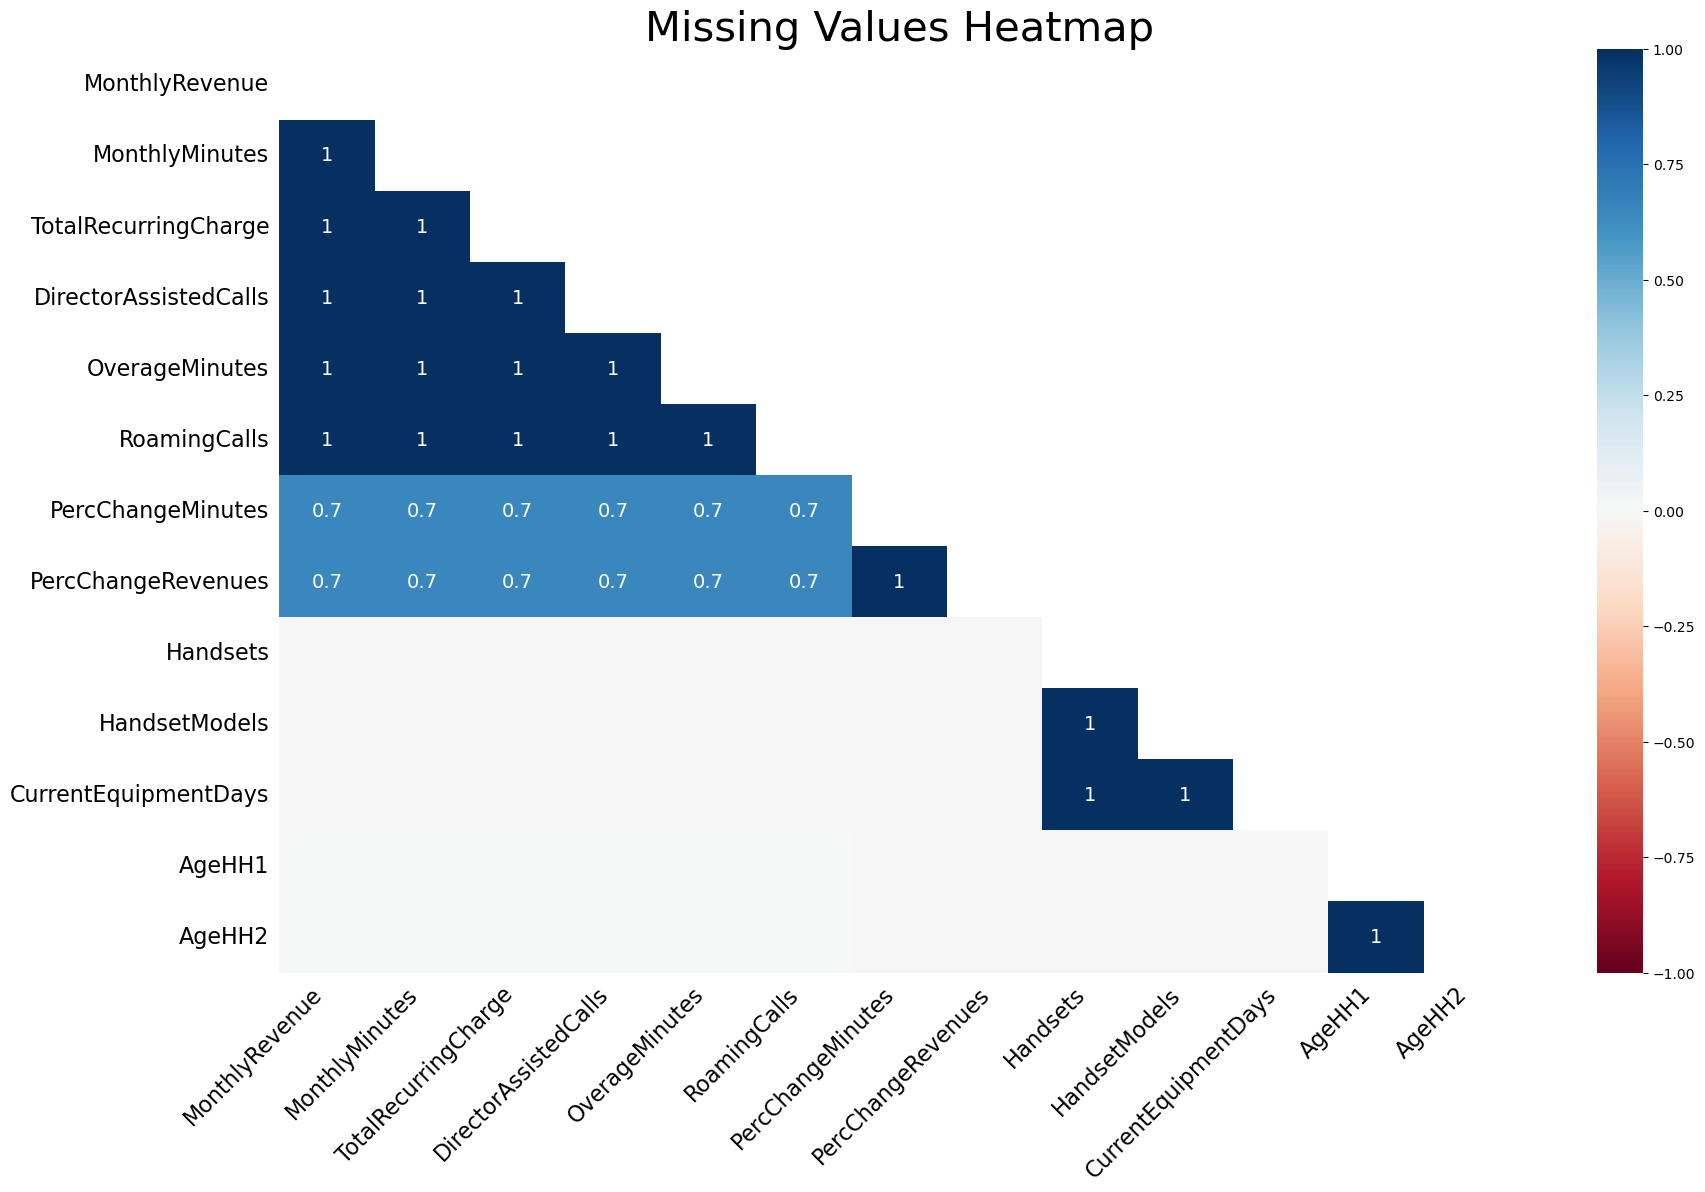 Missing Values Heatmap
MonthlyRevenue
MonthlyMinutes 1
TotalRecurringCharge 1 1
DirectorAssistedCalls 1 1 1
OverageMinutes 1 1 1 1
RoamingCalls 1 1 1 1 1
PercChangeMinutes 0.7 0.7 0.7 0.7 0.7 0.7
PercChangeRevenues 0.7 0.7 0.7 0.7 0.7 0.7 1
Handsets
HandsetModels 1
CurrentEquipmentDays 1 1
AgeHH1
AgeHH2 1
MonthlyRevenue
MonthlyMinutes
TotalRecurringCharge
DirectorAssistedCalls
OverageMinutes
RoamingCalls
PercChangeMinutes
PercChangeRevenues
Handsets
HandsetModels
CurrentEquipmentDays
AgeHH1
AgeHH2
1.00
0.75
0.50
0.25
0.00
−0.25
−0.50
−0.75
−1.00